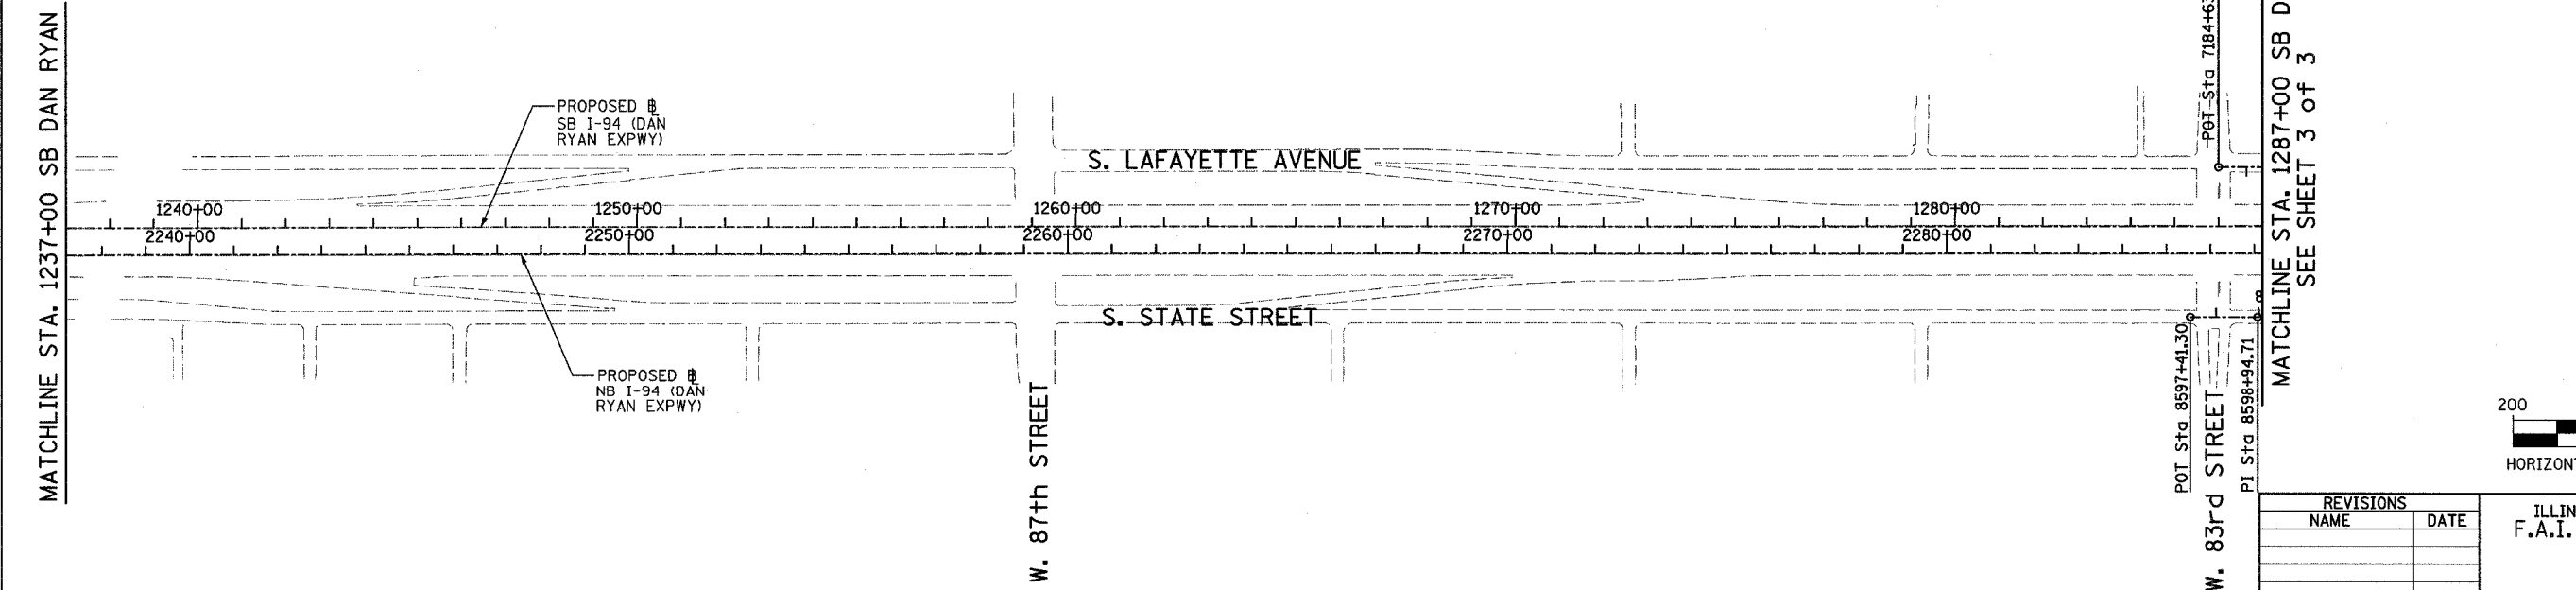 MATCHLINE STA. 1237+00 SB DAN RYAN
PROPOSED ℄
SB I-94 (DAN
RYAN EXPWY)
S. LAFAYETTE AVENUE
1240+00
1250+00
1260+00
1270+00
1280+00
2240+00
2250+00
2260+00
2270+00
2280+00
S. STATE STREET
PROPOSED ℄
NB I-94 (DAN
RYAN EXPWY)
W. 87th STREET
POT Sta 7184+63
POT Sta 8597+41.30
W. 83rd STREET
PI Sta 8598+94.71
8
MATCHLINE STA. 1287+00 SB D
SEE SHEET 3 of 3
200
HORIZONT
REVISIONS
NAME DATE
ILLIN
F.A.I.